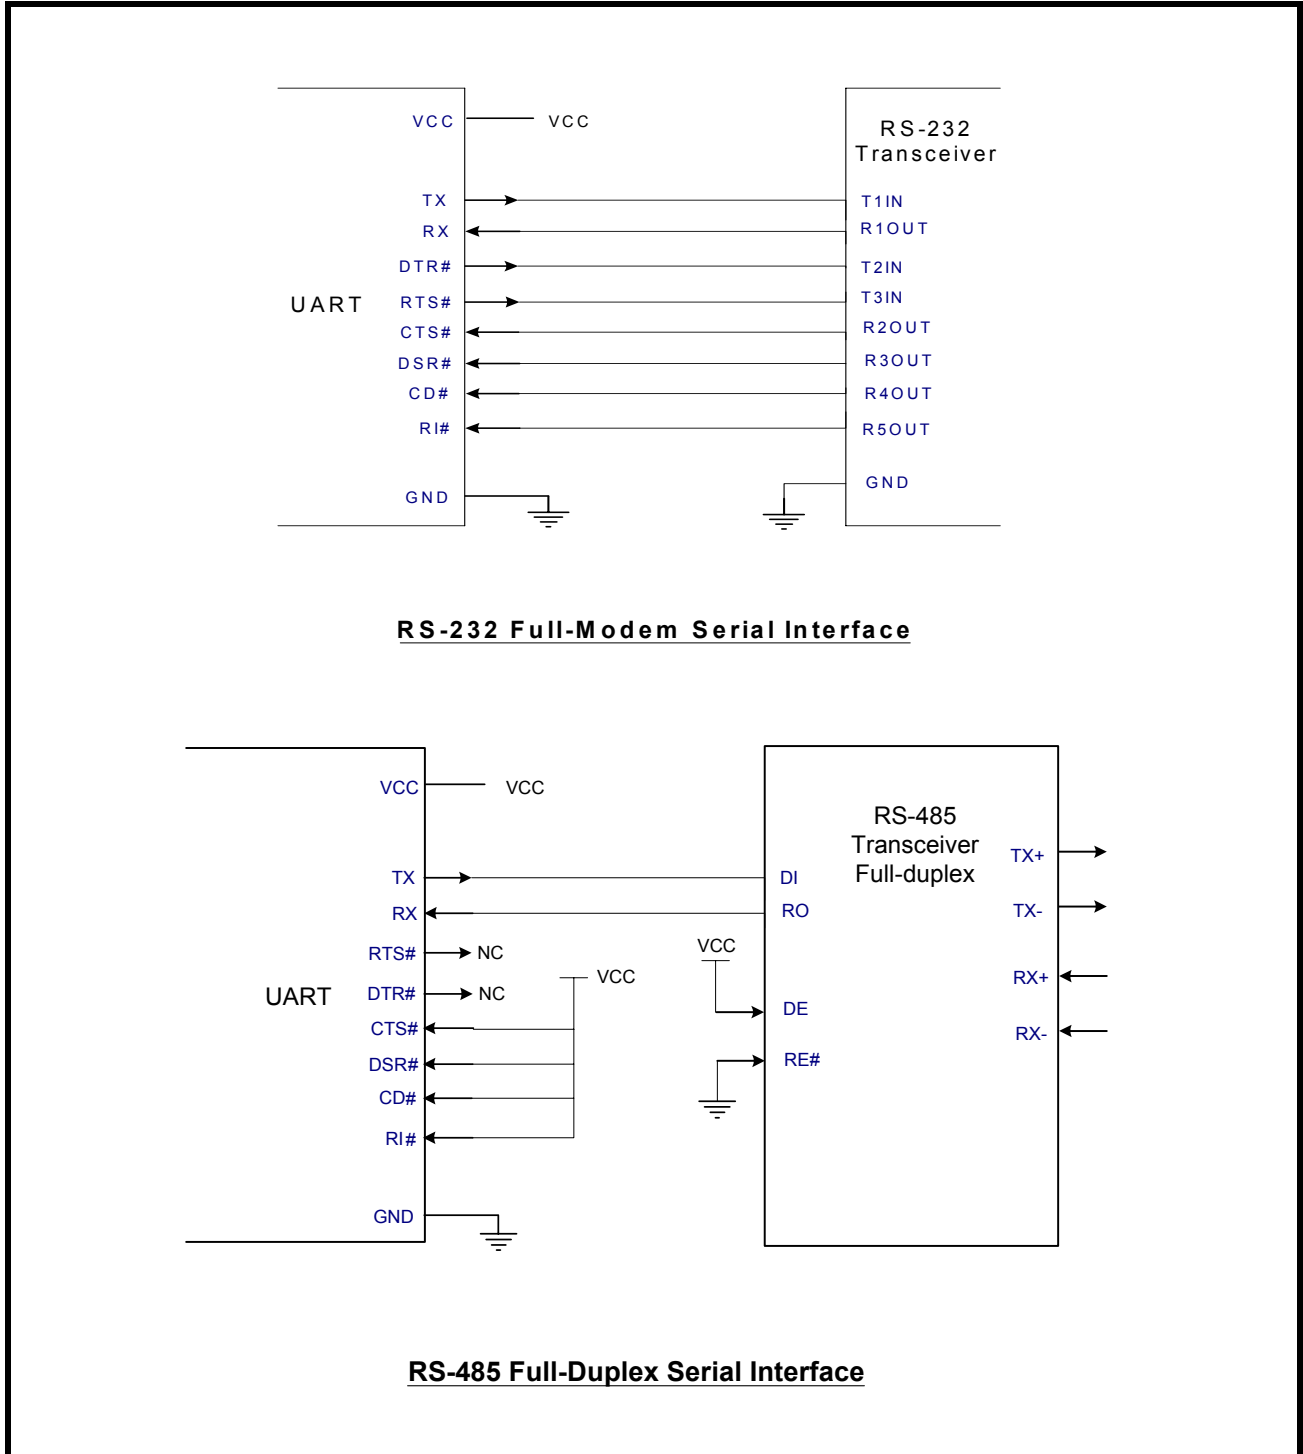 VCC VCC
RS-232
Transceiver
TX T1IN
RX R1OUT
DTR# T2IN
UART RTS# T3IN
CTS# R2OUT
DSR# R3OUT
CD# R4OUT
RI# R5OUT
GND GND
RS-232 Full-Modem Serial Interface
VCC VCC
RS-485
Transceiver
Full-duplex
TX+
TX DI
RX RO TX-
RTS# NC VCC
VCC RX+
UART DTR# NC
DE
CTS# RX-
DSR# RE#
CD#
RI#
GND
RS-485 Full-Duplex Serial Interface